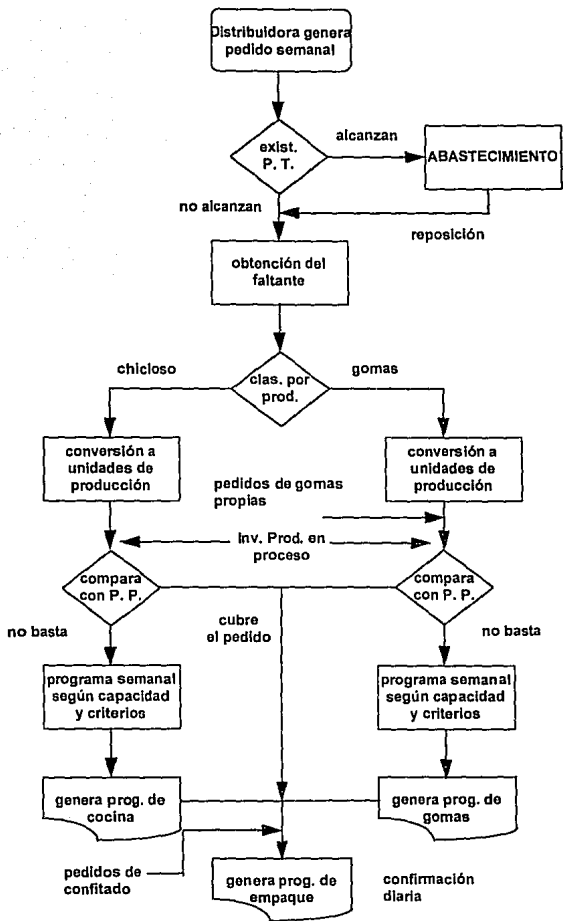 Distribuidora genera
pedido semanal
alcanzan
exist.
P. T.
ABASTECIMIENTO
no alcanzan
reposición
obtención del
faltante
chicloso
gomas
clas. por
prod.
conversión a
unidades de
producción
conversión a
unidades de
producción
pedidos de gomas
propias
Inv. Prod. en
proceso
compara
con P. P.
compara
con P. P.
no basta
cubre
el pedido
no basta
programa semanal
según capacidad
y criterios
programa semanal
según capacidad
y criterios
genera prog. de
cocina
genera prog. de
gomas
pedidos de
confitado
genera prog. de
empaque
confirmación
diaria